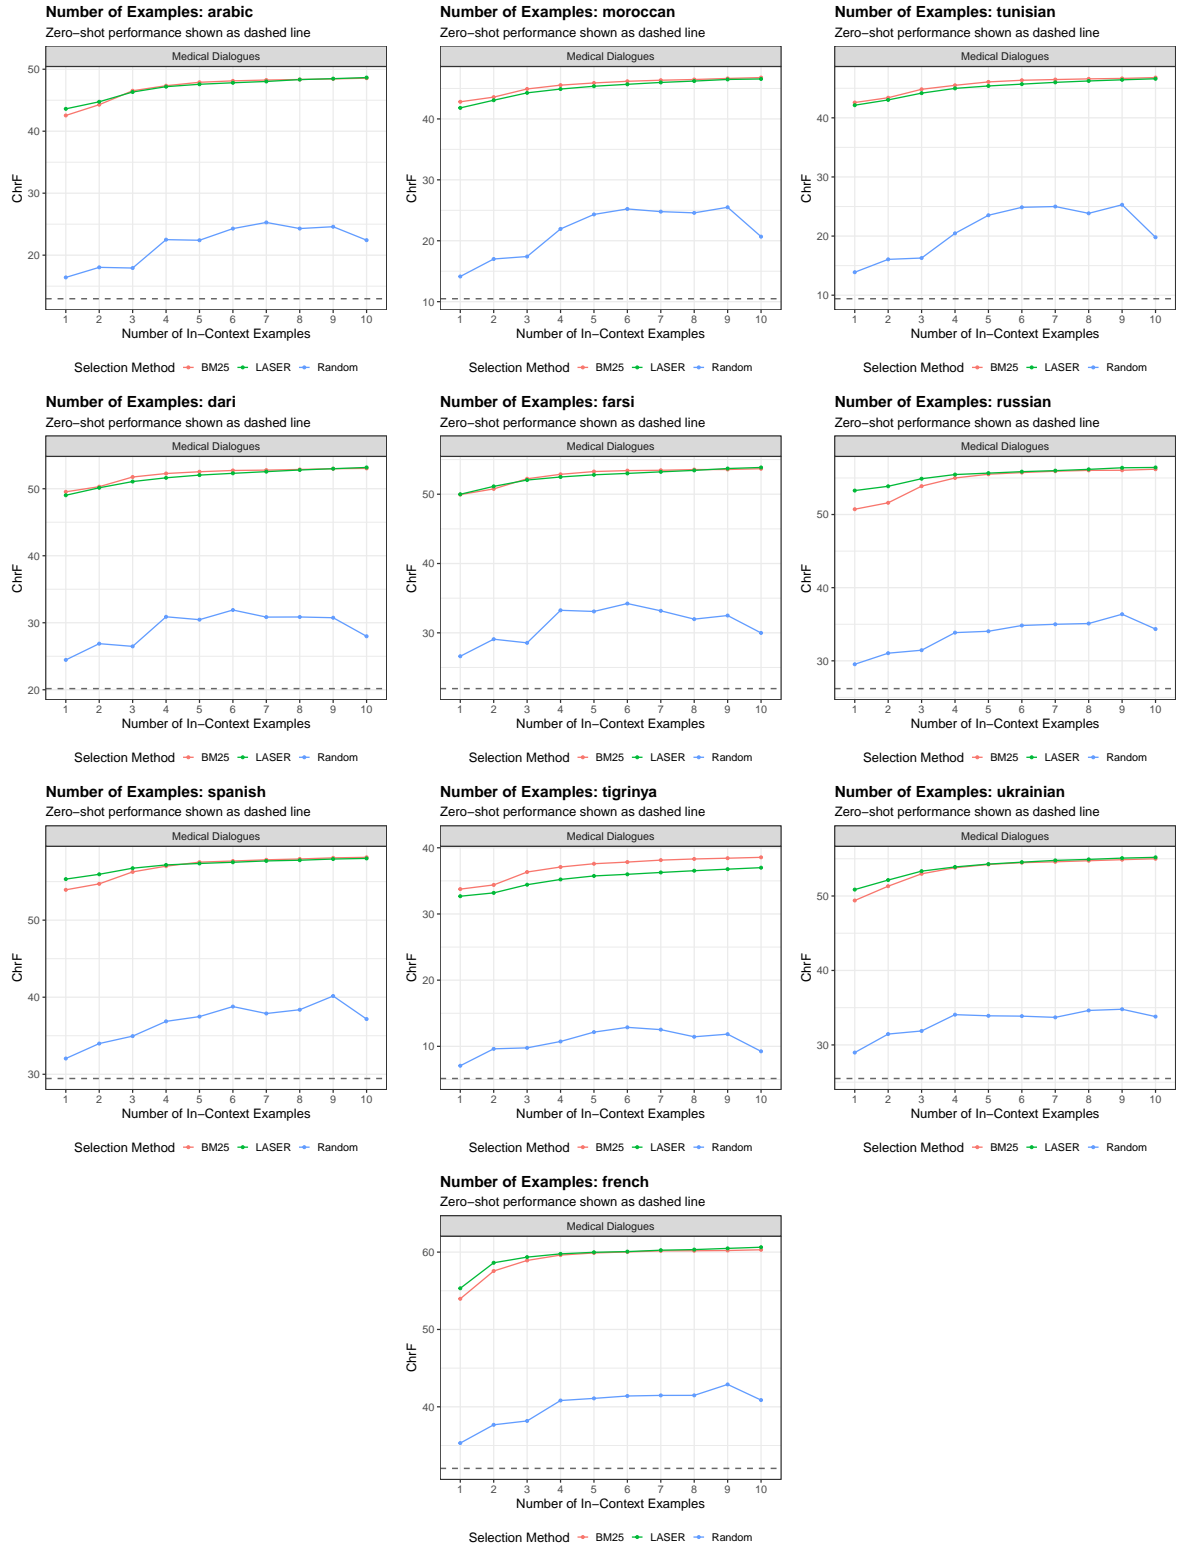 Number of Examples: arabic
Zero−shot performance shown as dashed line
Medical Dialogues
50
40
30
20
ChrF
1 2 3 4 5 6 7 8 9 10
Number of In−Context Examples
Selection Method BM25 LASER Random
Number of Examples: moroccan
Zero−shot performance shown as dashed line
Medical Dialogues
40
30
20
10
ChrF
1 2 3 4 5 6 7 8 9 10
Number of In−Context Examples
Selection Method BM25 LASER Random
Number of Examples: tunisian
Zero−shot performance shown as dashed line
Medical Dialogues
40
30
20
10
ChrF
1 2 3 4 5 6 7 8 9 10
Number of In−Context Examples
Selection Method BM25 LASER Random
Number of Examples: dari
Zero−shot performance shown as dashed line
Medical Dialogues
50
40
30
20
ChrF
1 2 3 4 5 6 7 8 9 10
Number of In−Context Examples
Selection Method BM25 LASER Random
Number of Examples: farsi
Zero−shot performance shown as dashed line
Medical Dialogues
50
40
30
ChrF
1 2 3 4 5 6 7 8 9 10
Number of In−Context Examples
Selection Method BM25 LASER Random
Number of Examples: russian
Zero−shot performance shown as dashed line
Medical Dialogues
50
40
30
ChrF
1 2 3 4 5 6 7 8 9 10
Number of In−Context Examples
Selection Method BM25 LASER Random
Number of Examples: spanish
Zero−shot performance shown as dashed line
Medical Dialogues
50
40
30
ChrF
1 2 3 4 5 6 7 8 9 10
Number of In−Context Examples
Selection Method BM25 LASER Random
Number of Examples: tigrinya
Zero−shot performance shown as dashed line
Medical Dialogues
40
30
20
10
ChrF
1 2 3 4 5 6 7 8 9 10
Number of In−Context Examples
Selection Method BM25 LASER Random
Number of Examples: ukrainian
Zero−shot performance shown as dashed line
Medical Dialogues
50
40
30
ChrF
1 2 3 4 5 6 7 8 9 10
Number of In−Context Examples
Selection Method BM25 LASER Random
Number of Examples: french
Zero−shot performance shown as dashed line
Medical Dialogues
60
50
40
ChrF
1 2 3 4 5 6 7 8 9 10
Number of In−Context Examples
Selection Method BM25 LASER Random